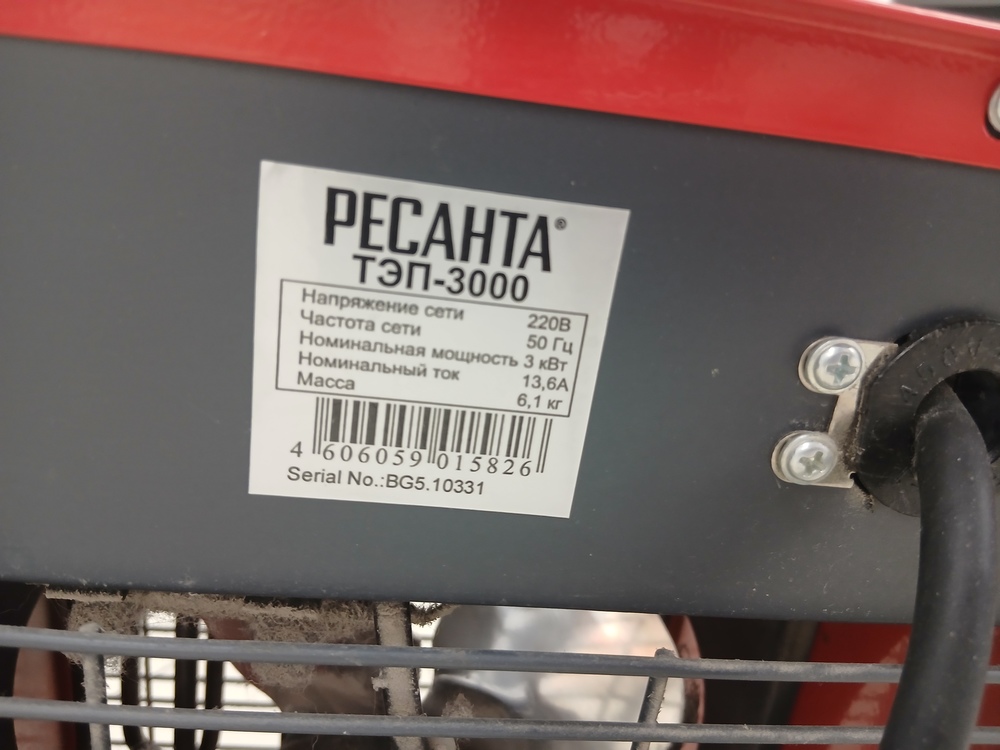 РЕСАНТА®
ТЭП-3000
Напряжение сети 220В
Частота сети 50 Гц
Номинальная мощность 3 кВт
Номинальный ток 13,6А
Масса 6,1 кг
4 606059 015826
Serial No.:BG5.10331